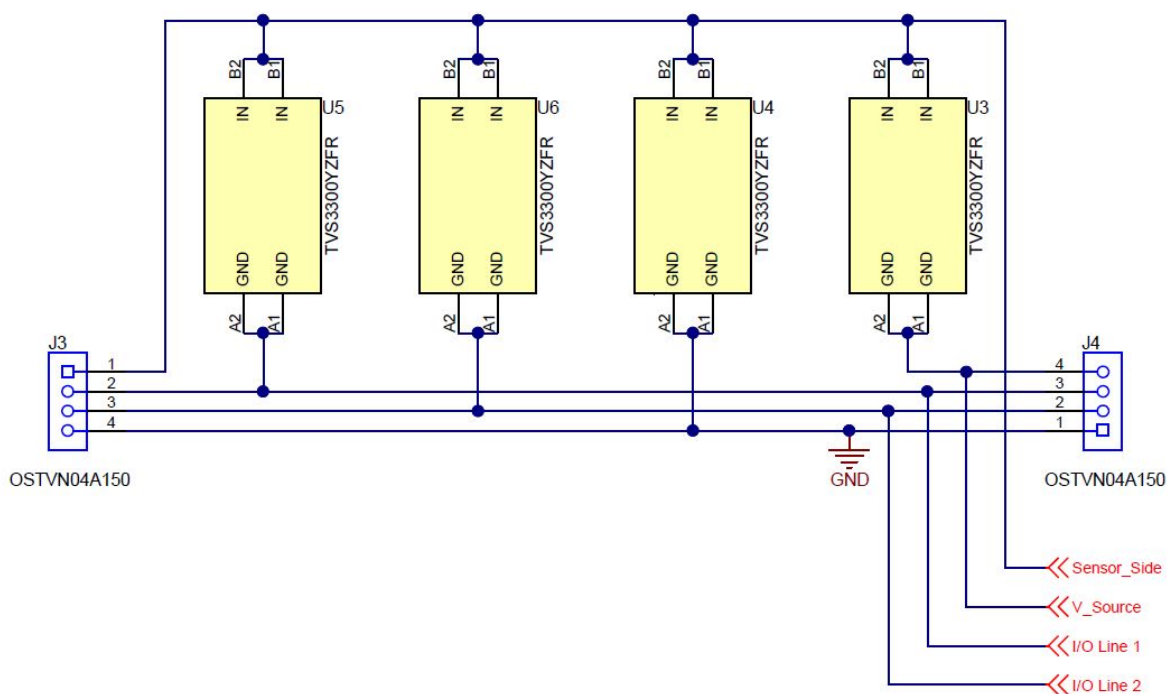 B2 B1 B2 B1 B2 B1 B2 B1
U5 U6 U4 U3
IN IN IN IN IN IN IN IN
TVS3300YZFR TVS3300YZFR TVS3300YZFR TVS3300YZFR
GND GND GND GND GND GND GND GND
A2 A1 A2 A1 A2 A1 A2 A1
J3 J4
1 4
2 3
3 2
4 1
OSTVN04A150 GND OSTVN04A150
Sensor_Side
V_Source
I/O Line 1
I/O Line 2